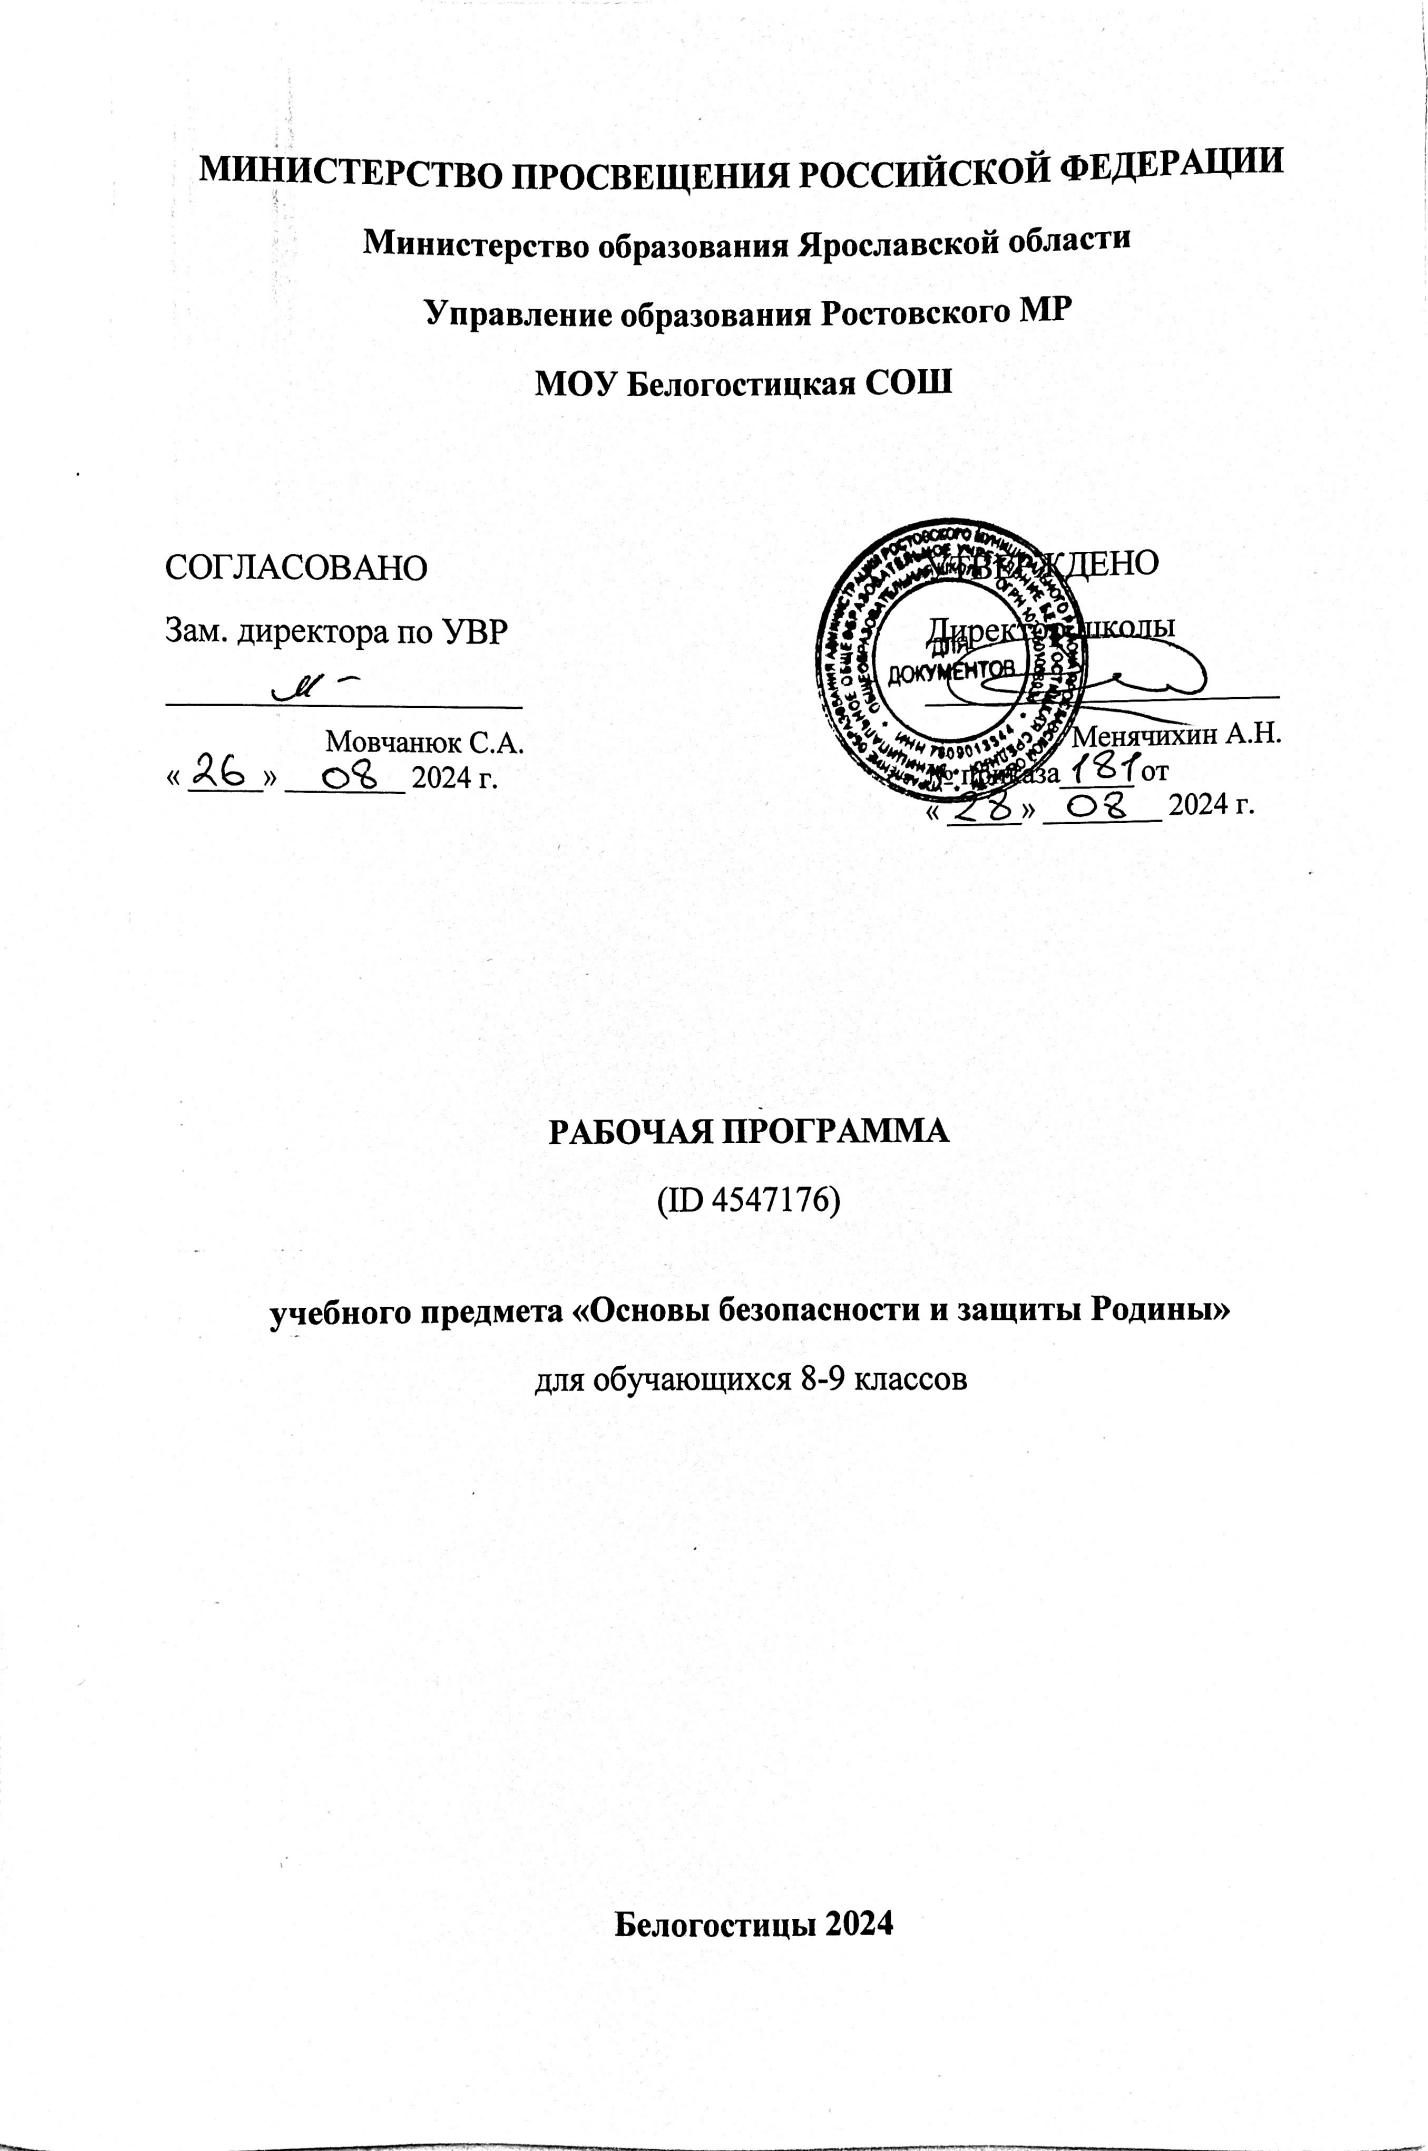 МИНИСТЕРСТВО ПРОСВЕЩЕНИЯ РОССИЙСКОЙ ФЕДЕРАЦИИ
Министерство образования Ярославской области
Управление образования Ростовского МР
МОУ Белогостицкая СОШ
СОГЛАСОВАНО
Зам. директора по УВР
Мовчанюк С.А.
« 26 » 08 2024 г.
УТВЕРЖДЕНО
Директор школы
Менячихин А.Н.
№ приказа 181 от
« 28 » 08 2024 г.
ДЛЯ
ДОКУМЕНТОВ
РАБОЧАЯ ПРОГРАММА
(ID 4547176)
учебного предмета «Основы безопасности и защиты Родины»
для обучающихся 8-9 классов
Белогостицы 2024